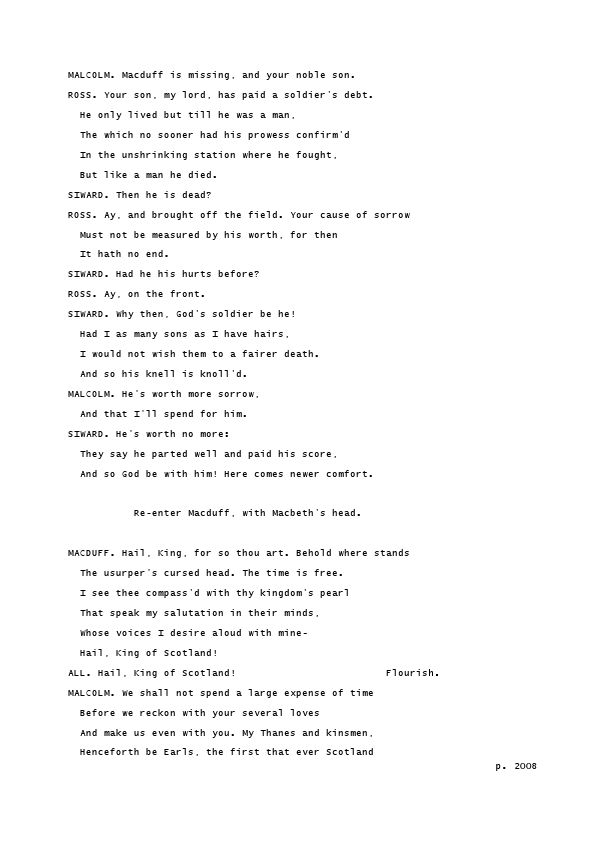 MALCOLM. Macduff is missing, and your noble son.
ROSS. Your son, my lord, has paid a soldier's debt.
He only lived but till he was a man,
The which no sooner had his prowess confirm'd
In the unshrinking station where he fought,
But like a man he died.
SIWARD. Then he is dead?
ROSS. Ay, and brought off the field. Your cause of sorrow
Must not be measured by his worth, for then
It hath no end.
SIWARD. Had he his hurts before?
ROSS. Ay, on the front.
SIWARD. Why then, God's soldier be he!
Had I as many sons as I have hairs,
I would not wish them to a fairer death.
And so his knell is knoll'd.
MALCOLM. He's worth more sorrow,
And that I'll spend for him.
SIWARD. He's worth no more:
They say he parted well and paid his score,
And so God be with him! Here comes newer comfort.
Re-enter Macduff, with Macbeth's head.
MACDUFF. Hail, King, for so thou art. Behold where stands
The usurper's cursed head. The time is free.
I see thee compass'd with thy kingdom's pearl
That speak my salutation in their minds,
Whose voices I desire aloud with mine-
Hail, King of Scotland!
ALL. Hail, King of Scotland! Flourish.
MALCOLM. We shall not spend a large expense of time
Before we reckon with your several loves
And make us even with you. My Thanes and kinsmen,
Henceforth be Earls, the first that ever Scotland
p. 2008